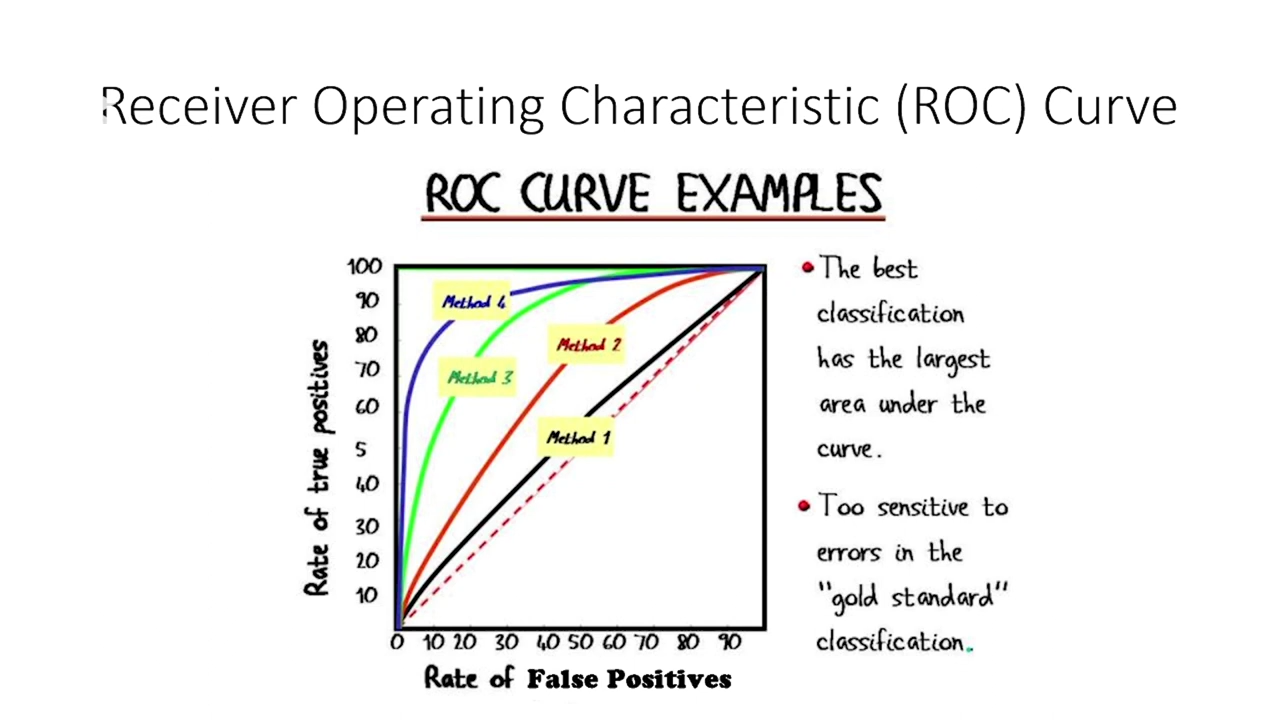 Receiver Operating Characteristic (ROC) Curve
ROC CURVE EXAMPLES
Rate of true positives
100
90
80
70
60
5
40
30
20
10
Method 4
Method 3
Method 2
Method 1
0 10 20 30 40 50 60 70 80 90
Rate of False Positives
• The best
classification
has the largest
area under the
curve.
• Too sensitive to
errors in the
"gold standard"
classification.